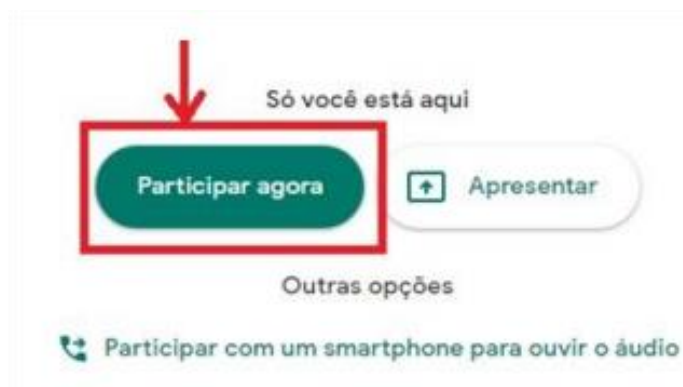 Só você está aqui
Participar agora
Apresentar
Outras opções
Participar com um smartphone para ouvir o áudio